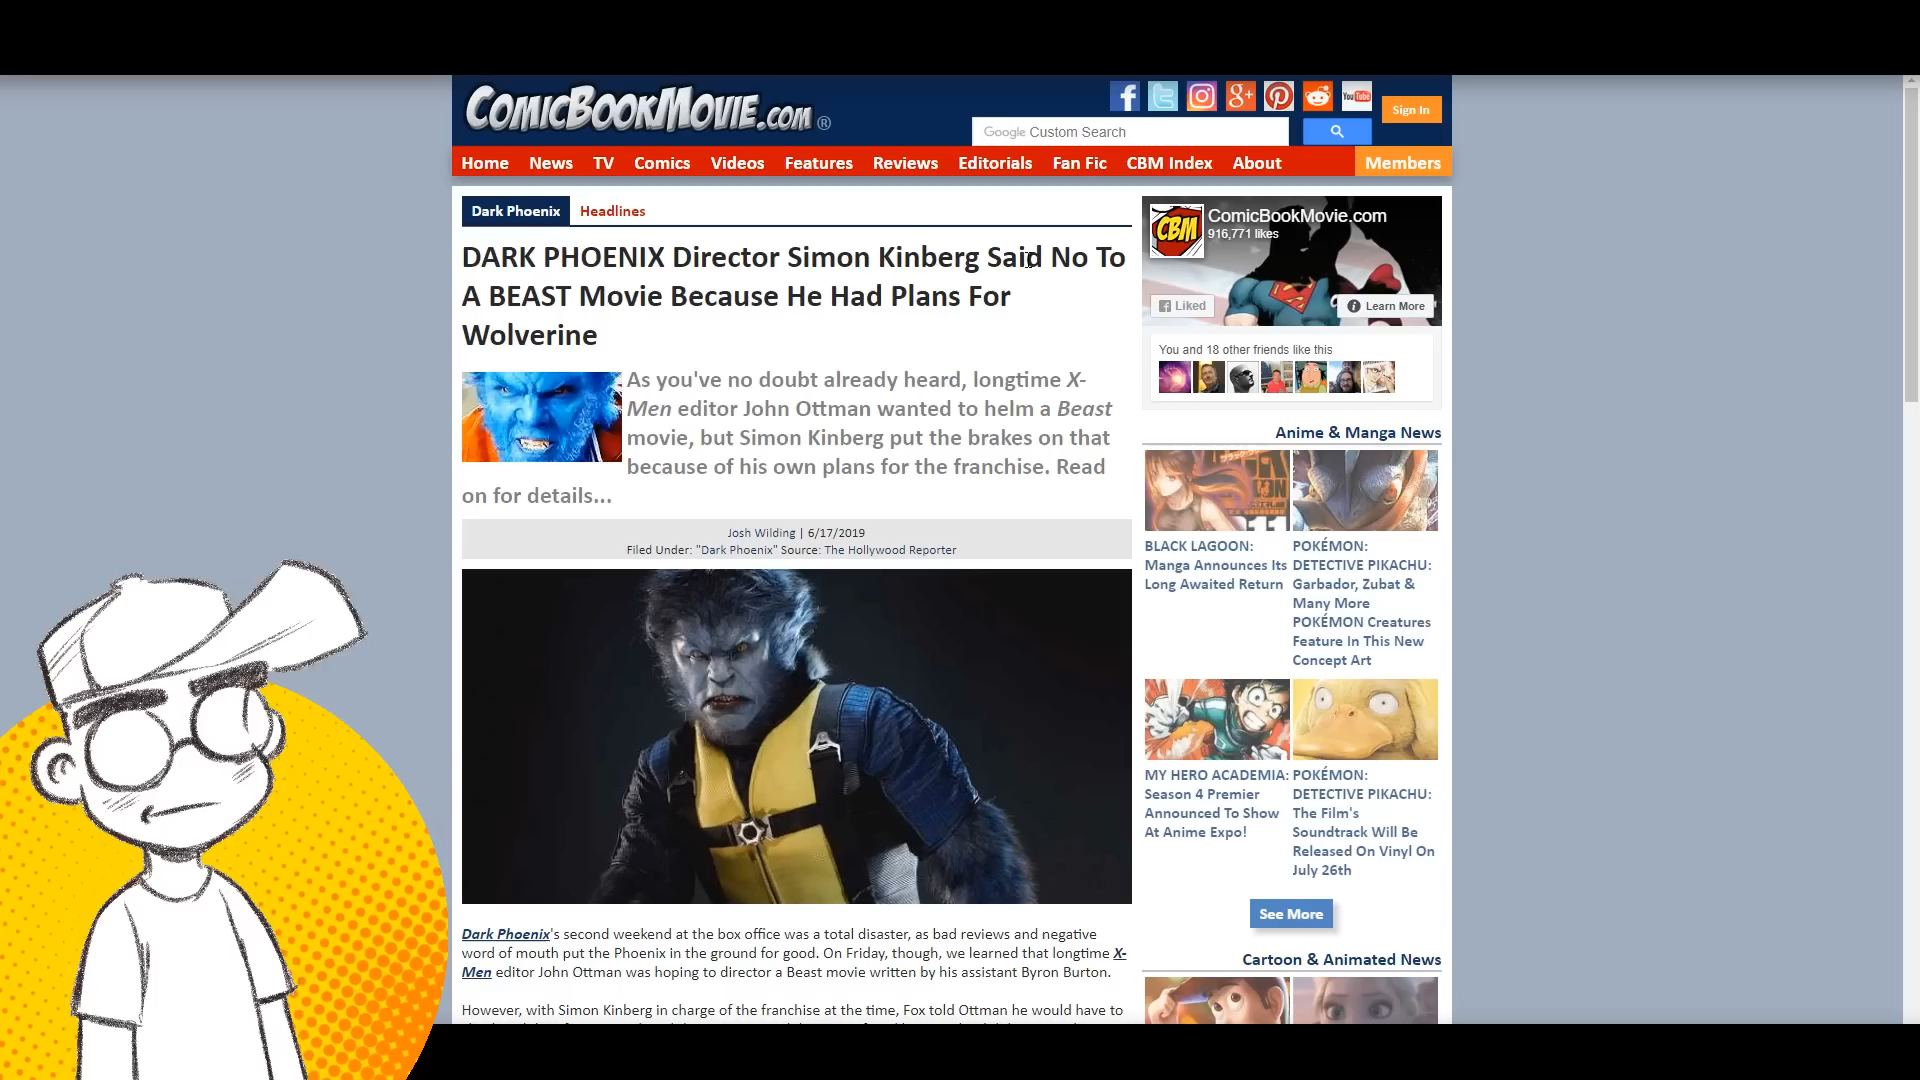 COMICBOOKMOVIE.COM®
You Tube
Sign In
Google Custom Search
Home News TV Comics Videos Features Reviews Editorials Fan Fic CBM Index About Members
Dark Phoenix Headlines
DARK PHOENIX Director Simon Kinberg Said No To
A BEAST Movie Because He Had Plans For
Wolverine
As you've no doubt already heard, longtime X-
Men editor John Ottman wanted to helm a Beast
movie, but Simon Kinberg put the brakes on that
because of his own plans for the franchise. Read
on for details...
Josh Wilding | 6/17/2019
Filed Under: "Dark Phoenix" Source: The Hollywood Reporter
Dark Phoenix's second weekend at the box office was a total disaster, as bad reviews and negative
word of mouth put the Phoenix in the ground for good. On Friday, though, we learned that longtime X-
Men editor John Ottman was hoping to director a Beast movie written by his assistant Byron Burton.
However, with Simon Kinberg in charge of the franchise at the time, Fox told Ottman he would have to
CBM
ComicBookMovie.com
916,771 likes
Liked
Learn More
You and 18 other friends like this
Anime & Manga News
BLACK LAGOON:
Manga Announces Its
Long Awaited Return
POKÉMON:
DETECTIVE PIKACHU:
Garbador, Zubat &
Many More
POKÉMON Creatures
Feature In This New
Concept Art
MY HERO ACADEMIA:
Season 4 Premier
Announced To Show
At Anime Expo!
POKÉMON:
DETECTIVE PIKACHU:
The Film's
Soundtrack Will Be
Released On Vinyl On
July 26th
See More
Cartoon & Animated News